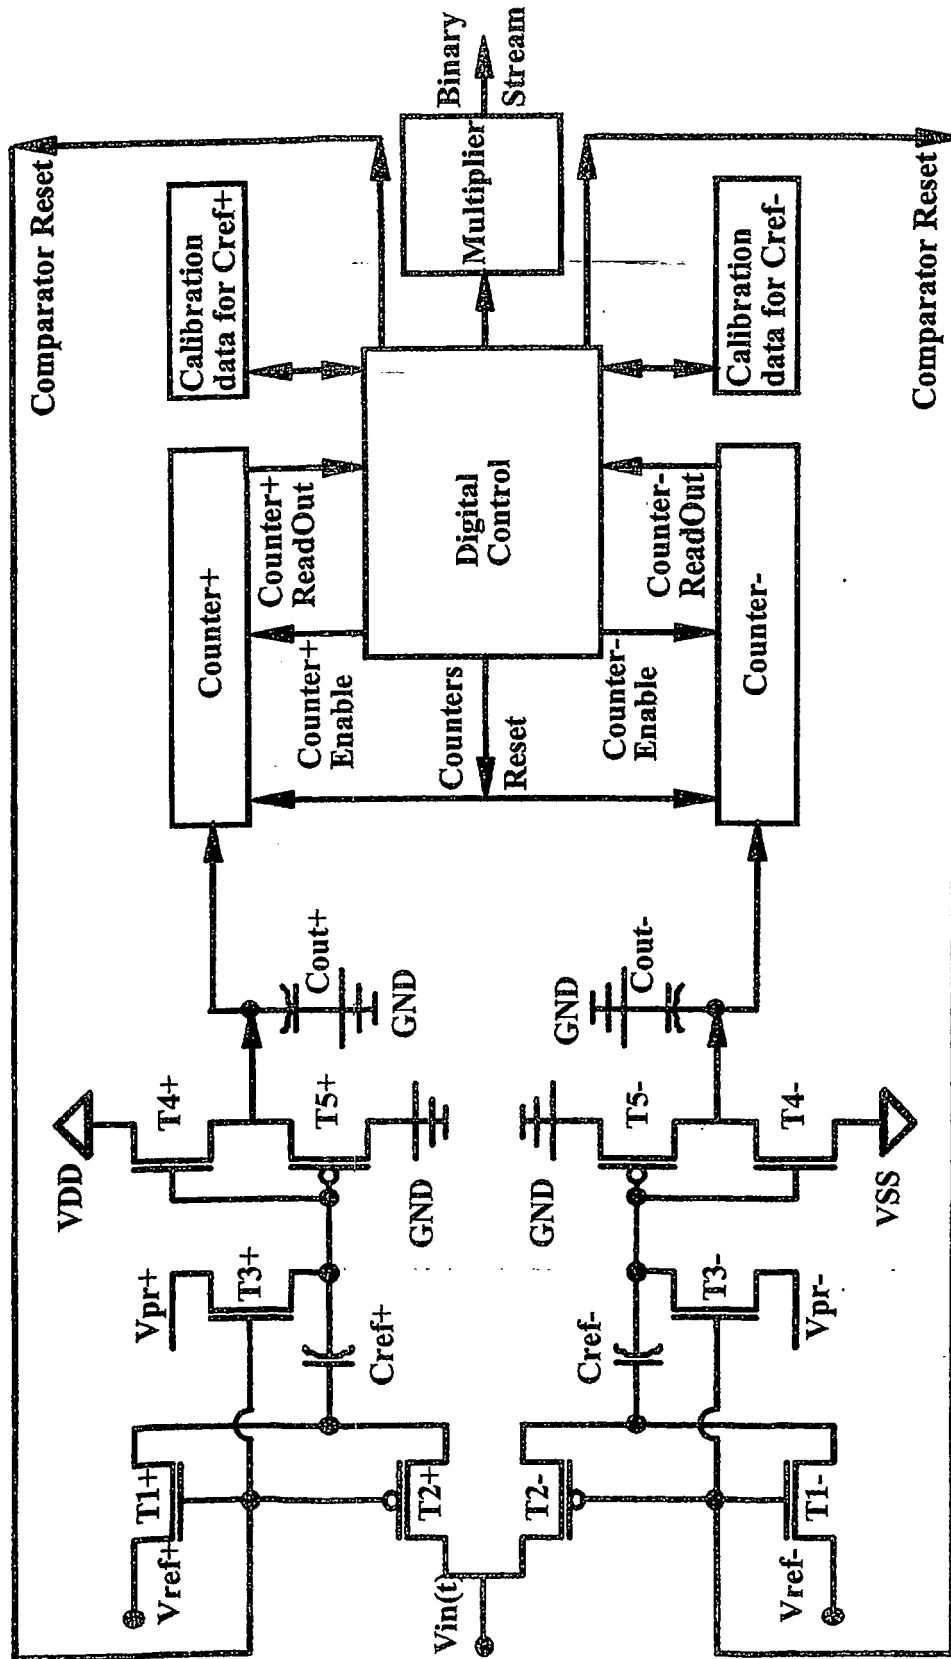 Comparator Reset
Calibration
data for Cref+
Counter+
Counter+
ReadOut
Counter+
Enable
Counters
Reset
Digital
Control
Multiplier
Binary
Stream
Counter-
ReadOut
Counter-
Enable
Counter-
Calibration
data for Cref-
Comparator Reset
VDD
T4+
T5+
GND
Cout+
GND
Vpr+
T3+
Cref+
T1+
Vref+
T2+
Vin(t)
T2-
T1-
Vref-
Cref-
T3-
Vpr-
GND
T5-
T4-
VSS
GND
Cout-